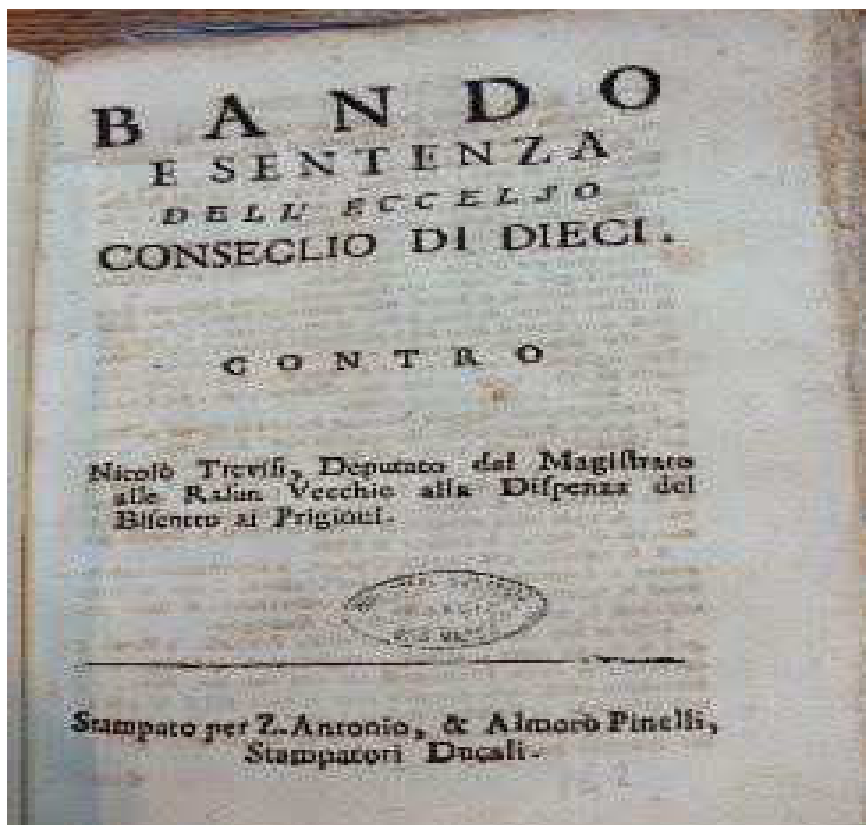 BANDO
E SENTENZA
DELL' ECCELSO
CONSEGLIO DI DIECI.
CONTRO
Nicolò Trevisi, Deputato dal Magistrato
alle Rason Vecchie alla Dispenza del
Biscotto ai Prigioni.
Stampato per Z. Antonio, & Almorò Pinelli,
Stampatori Ducali.